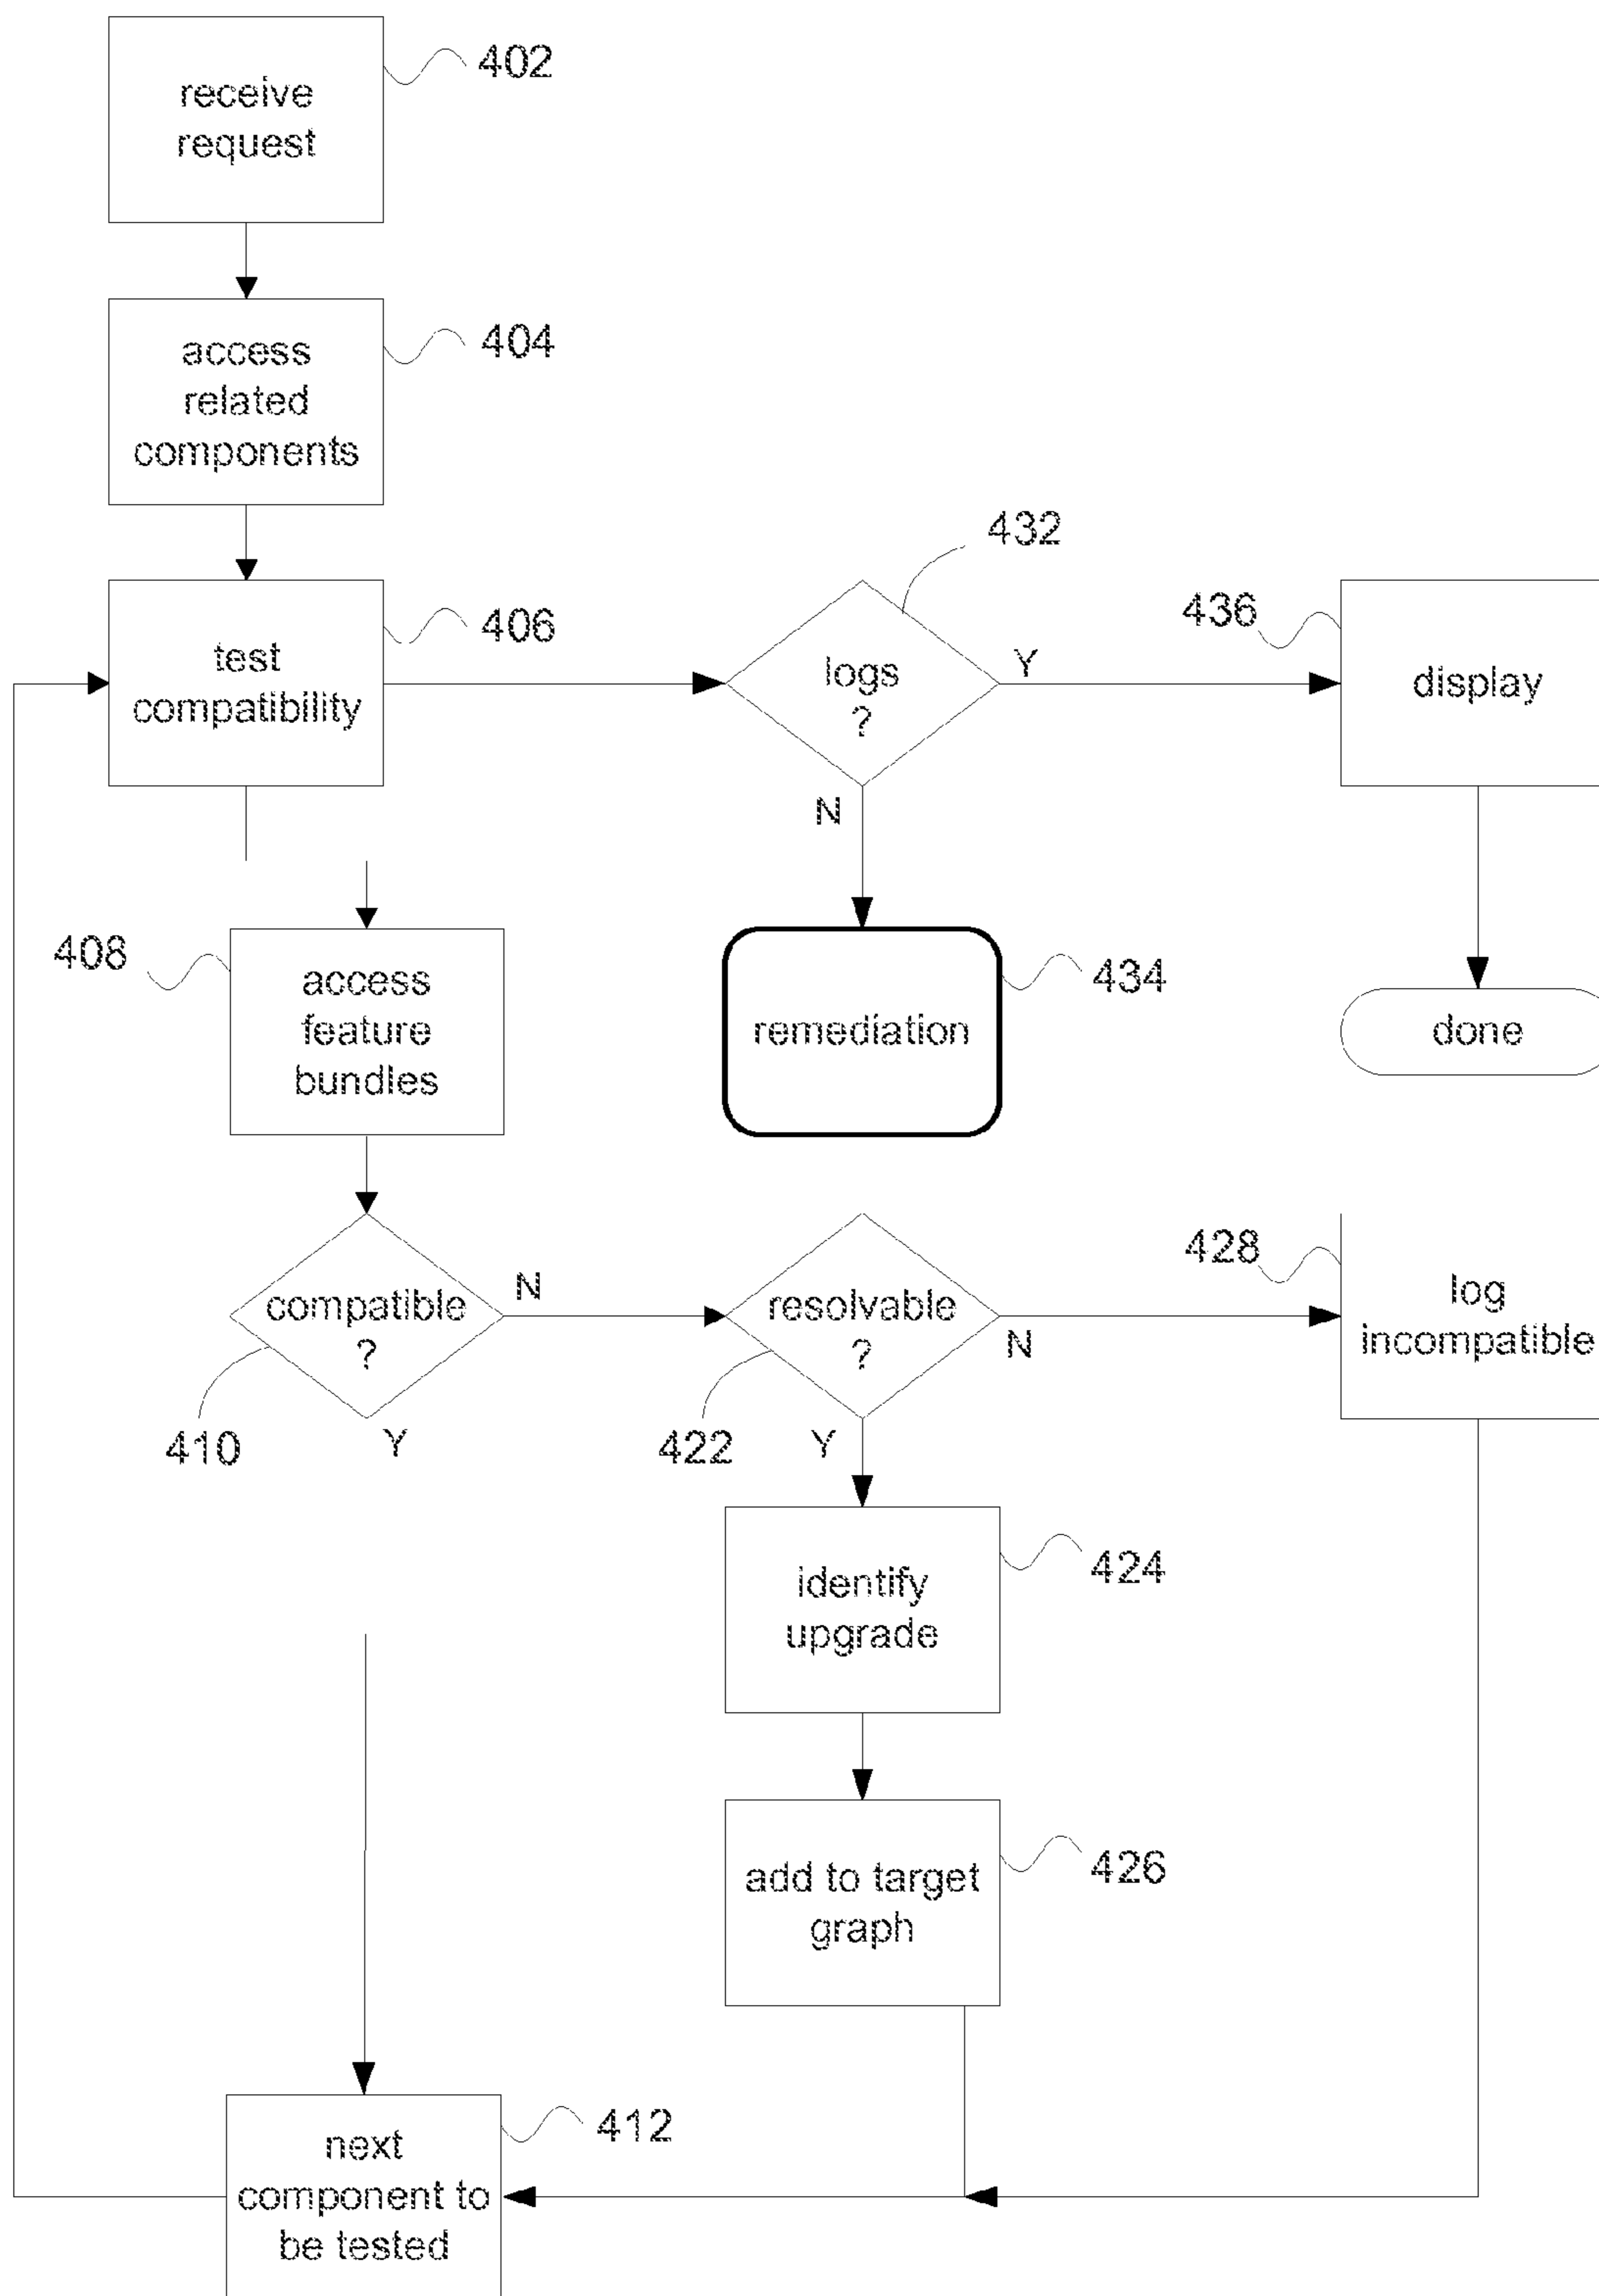 receive
request
402
access
related
components
404
test
compatibility
406
432
logs
?
Y
N
436
display
408
access
feature
bundles
remediation
434
done
compatible
?
N
Y
410
resolvable
?
N
Y
422
428
log
incompatible
identify
upgrade
424
add to target
graph
426
next
component to
be tested
412